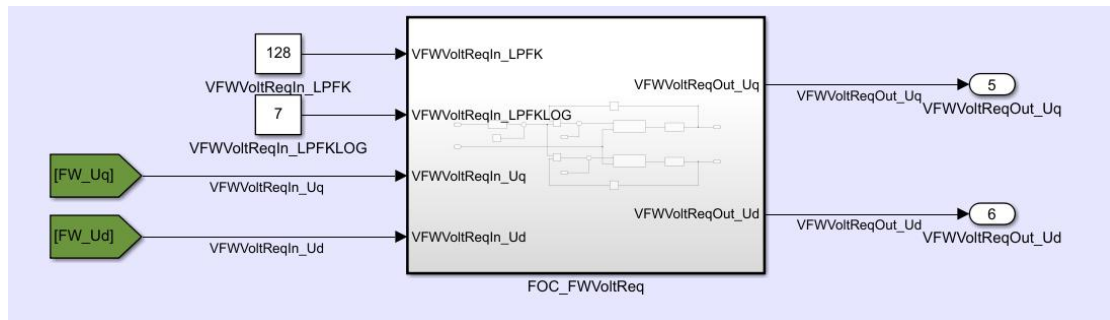 128
VFWVoltReqIn_LPFK
VFWVoltReqIn_LPFK
7
VFWVoltReqIn_LPFKLOG
VFWVoltReqIn_LPFKLOG
[FW_Uq]
VFWVoltReqIn_Uq
VFWVoltReqIn_Uq
[FW_Ud]
VFWVoltReqIn_Ud
VFWVoltReqIn_Ud
VFWVoltReqOut_Uq
VFWVoltReqOut_Uq
5
VFWVoltReqOut_Uq
VFWVoltReqOut_Ud
VFWVoltReqOut_Ud
6
VFWVoltReqOut_Ud
FOC_FWVoltReq